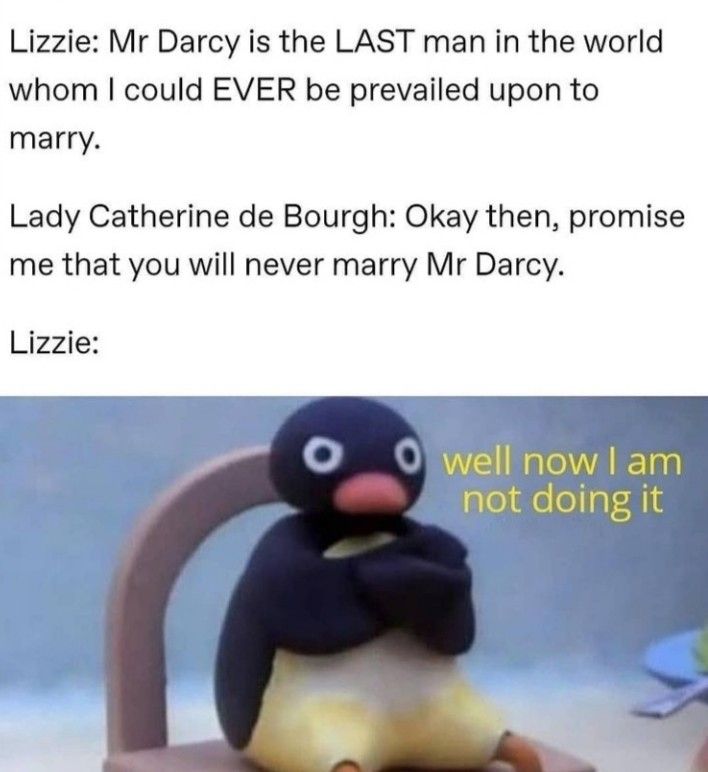 Lizzie: Mr Darcy is the LAST man in the world
whom I could EVER be prevailed upon to
marry.
Lady Catherine de Bourgh: Okay then, promise
me that you will never marry Mr Darcy.
Lizzie:
well now I am
not doing it